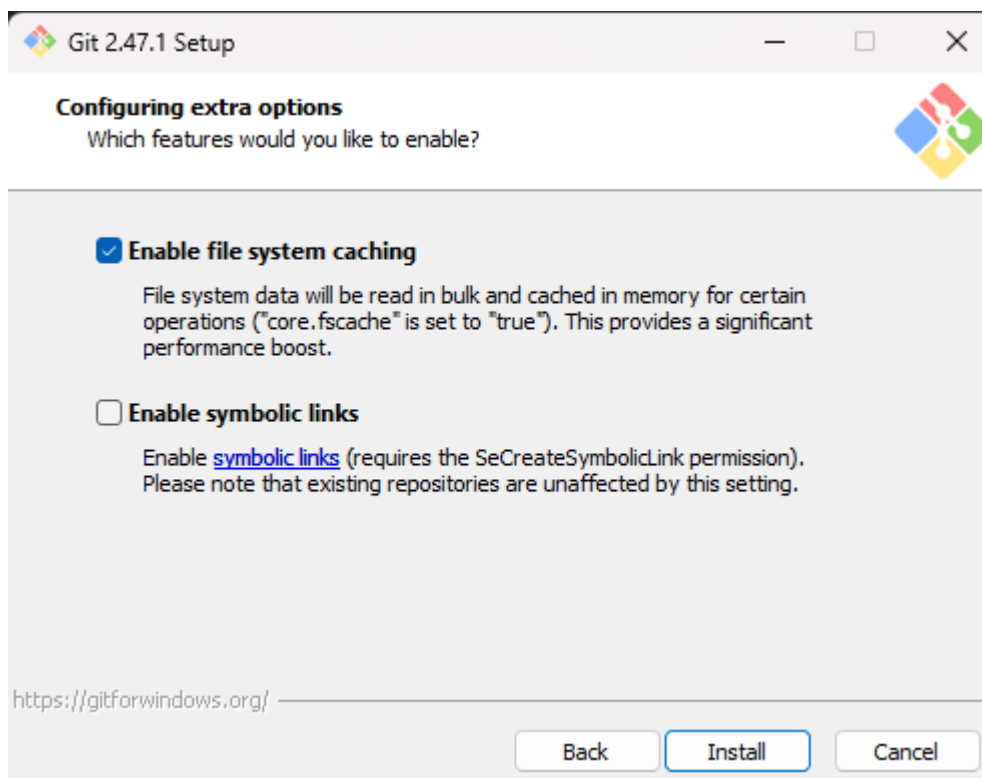 Git 2.47.1 Setup
Configuring extra options
Which features would you like to enable?
Enable file system caching
File system data will be read in bulk and cached in memory for certain
operations ("core.fscache" is set to "true"). This provides a significant
performance boost.
Enable symbolic links
Enable symbolic links (requires the SeCreateSymbolicLink permission).
Please note that existing repositories are unaffected by this setting.
https://gitforwindows.org/
Back Install Cancel